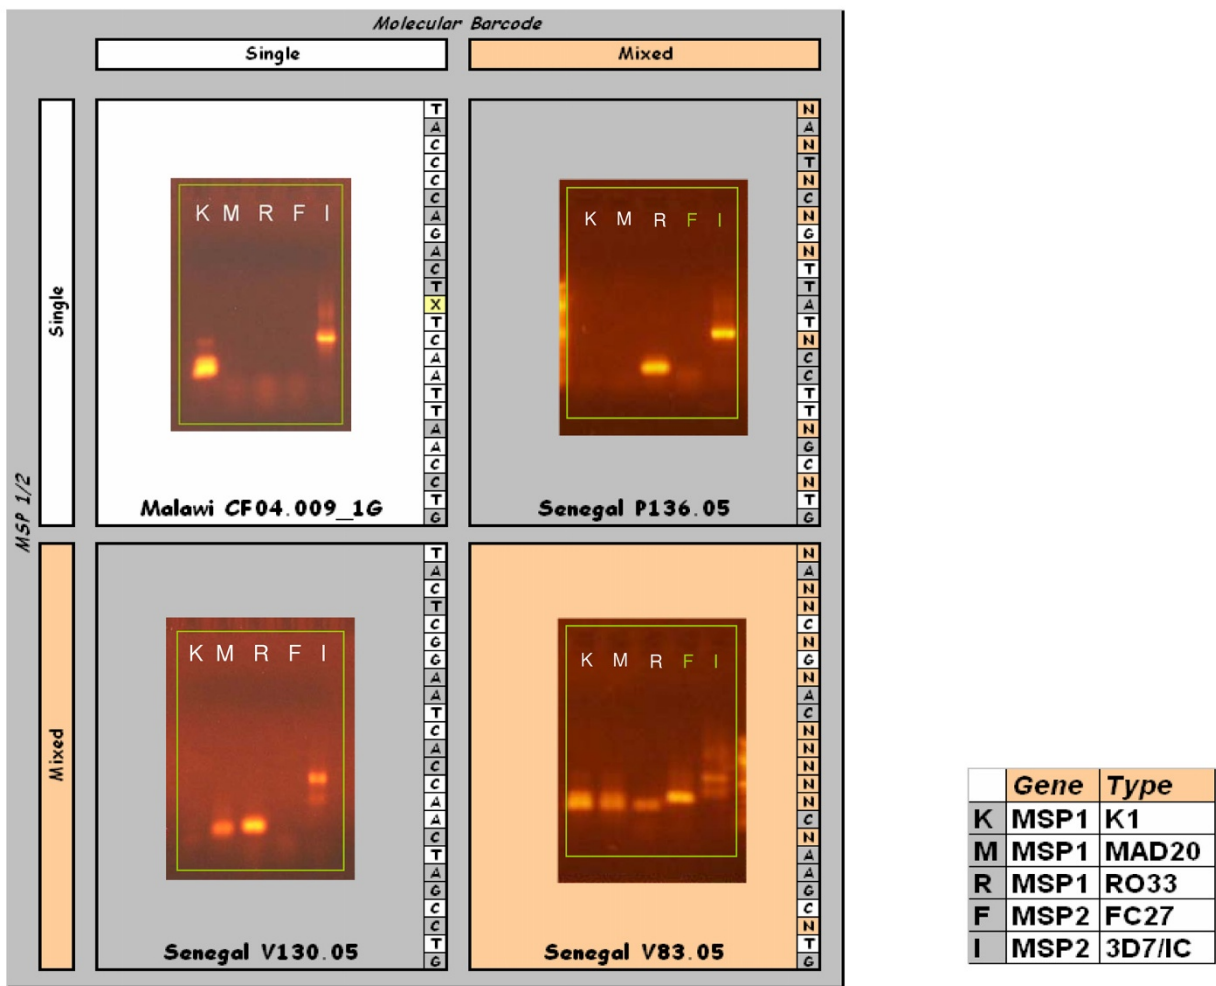 Molecular Barcode
Single
Mixed
MSP 1/2
Single
K M R F I
Malawi CF04.009_1G
T A C C C C A G A C T X T C A A T T A A C C T G
K M R F I
Senegal P136.05
N A N T N C N G N T T A T N C C T T N G C N T G
Mixed
K M R F I
Senegal V130.05
T A C T C G G A A T C A C C A A C T A G C C T G
K M R F I
Senegal V83.05
N A N N C N G N A C N N N N N C N A A G C N T G
Gene Type
K MSP1 K1
M MSP1 MAD20
R MSP1 RO33
F MSP2 FC27
I MSP2 3D7/IC